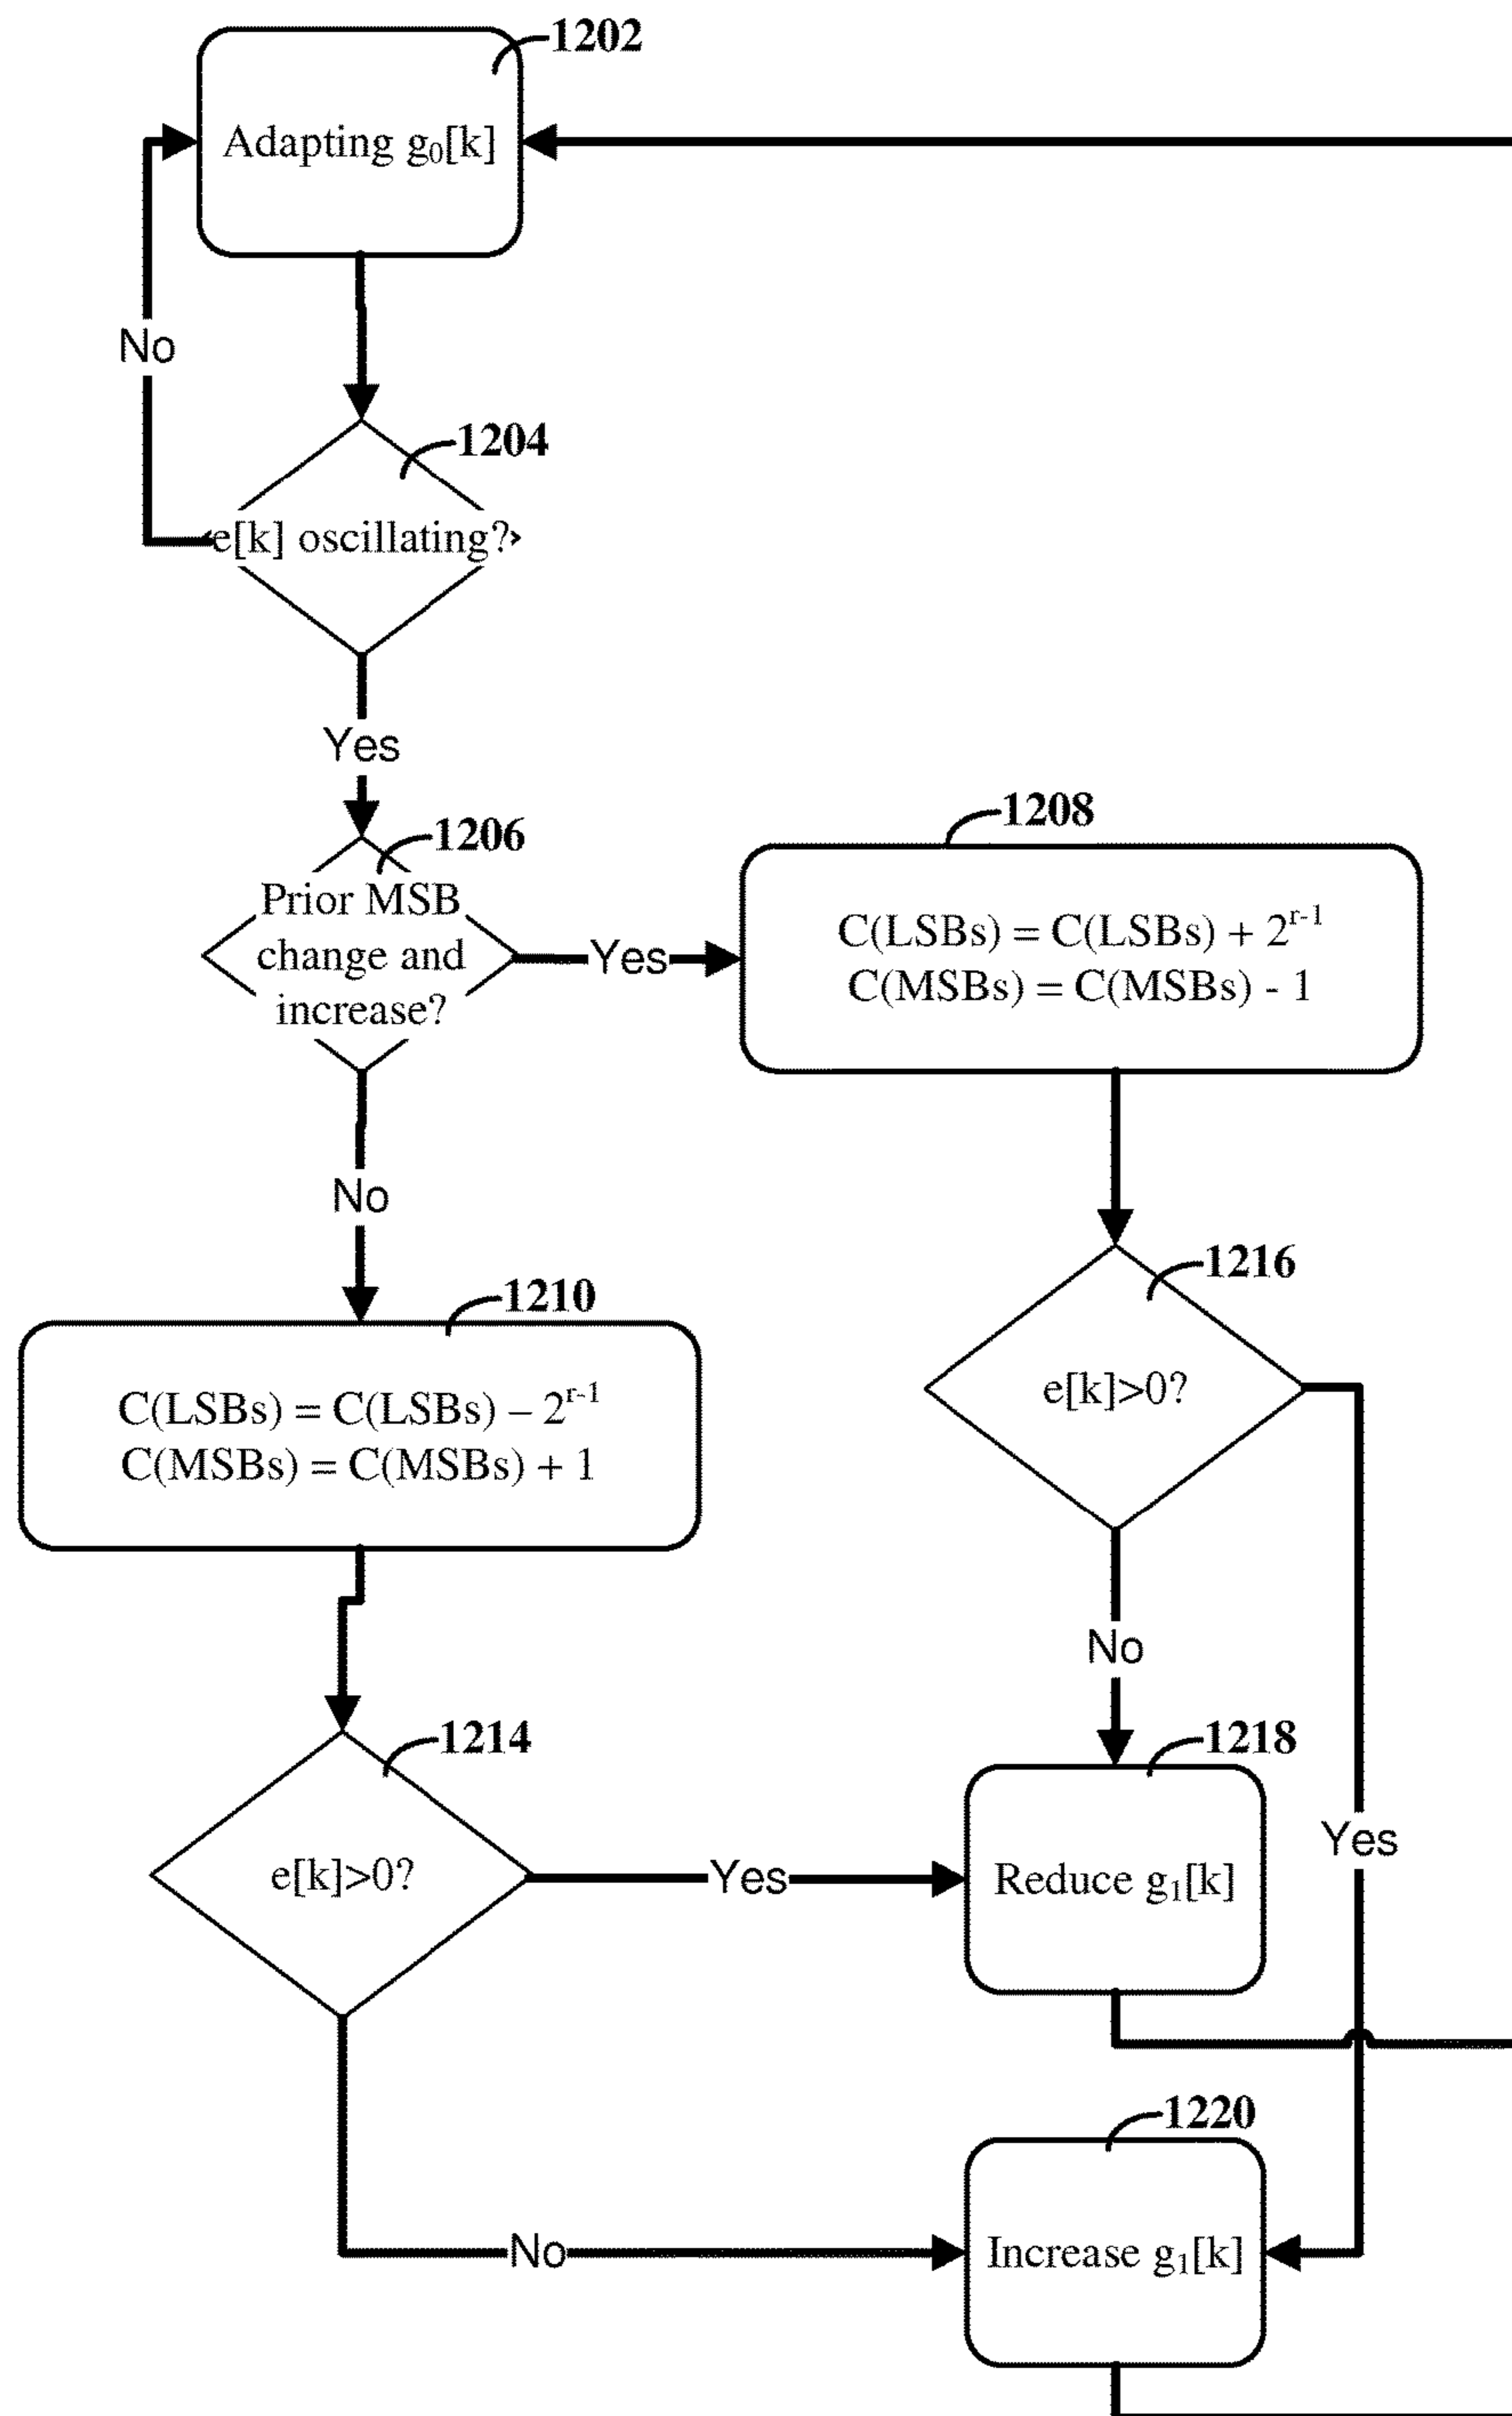 1202
Adapting g₀[k]
No
1204
e[k] oscillating?
Yes
1206
Prior MSB
change and
increase?
Yes
1208
C(LSBs) = C(LSBs) + 2ʳ⁻¹
C(MSBs) = C(MSBs) - 1
No
1216
e[k]>0?
1210
C(LSBs) = C(LSBs) – 2ʳ⁻¹
C(MSBs) = C(MSBs) + 1
No
1214
e[k]>0?
Yes
1218
Reduce g₁[k]
Yes
1220
No
Increase g₁[k]